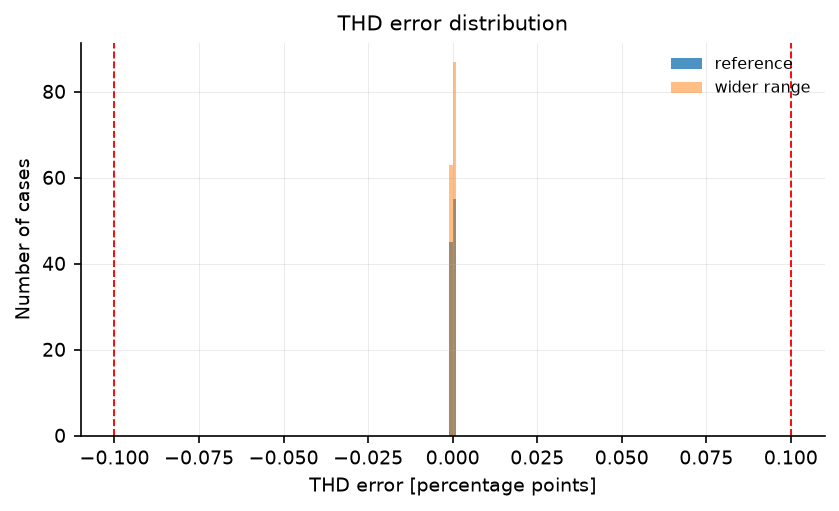 THD error distribution
reference
wider range
Number of cases
80
60
40
20
0
−0.100 −0.075 −0.050 −0.025 0.000 0.025 0.050 0.075 0.100
THD error [percentage points]